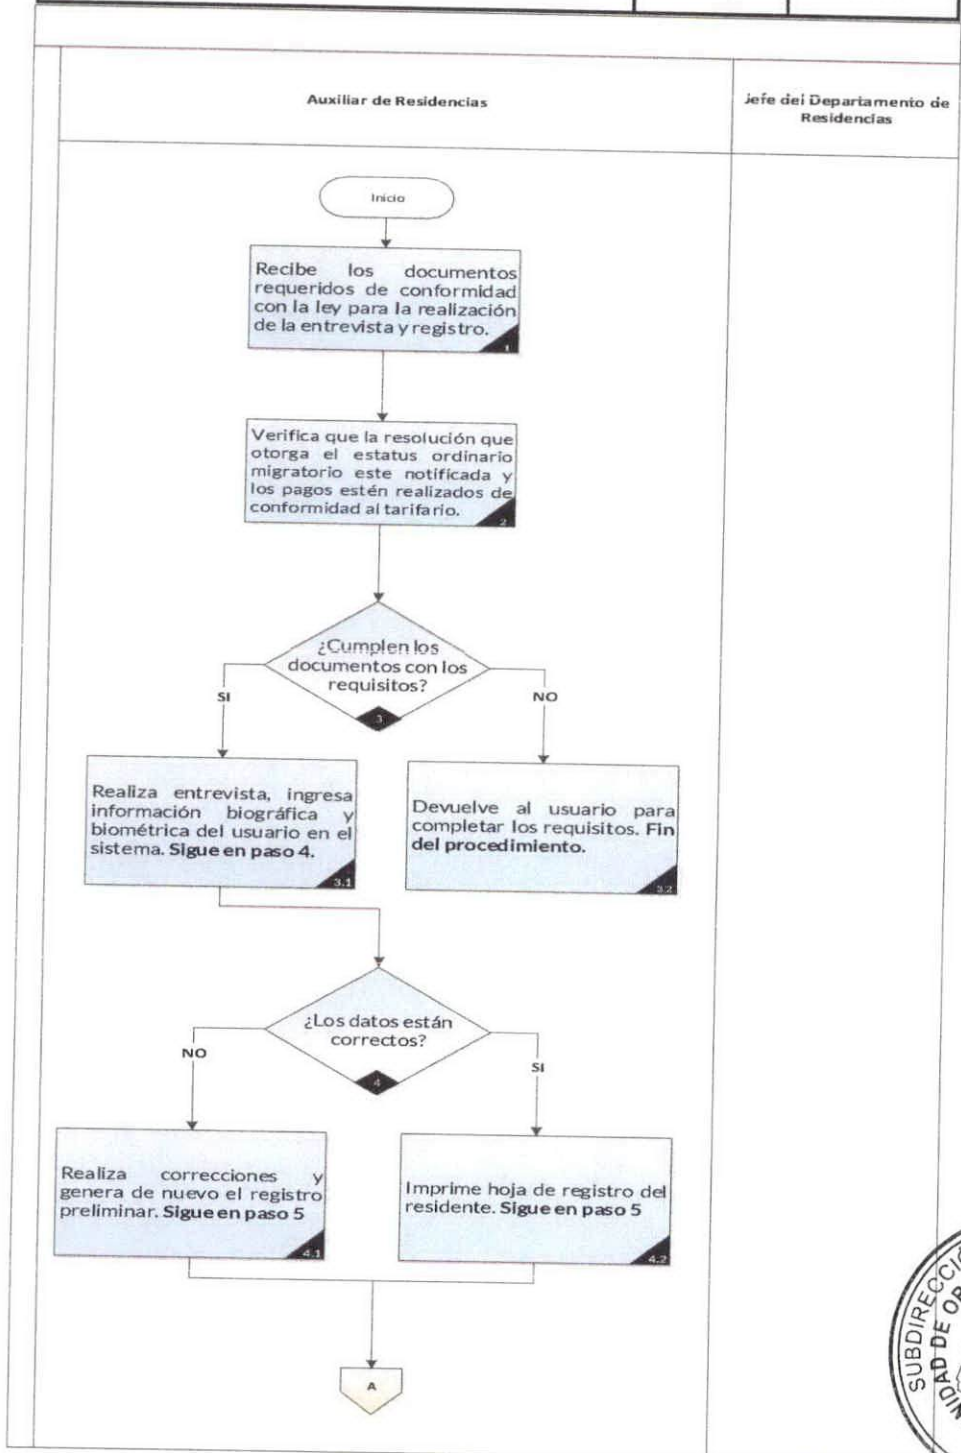 Auxiliar de Residencias
Jefe del Departamento de
Residencias
Inicio
Recibe los documentos
requeridos de conformidad
con la ley para la realización
de la entrevista y registro.
1
Verifica que la resolución que
otorga el estatus ordinario
migratorio este notificada y
los pagos estén realizados de
conformidad al tarifario.
2
¿Cumplen los
documentos con los
requisitos?
3
SI
NO
Realiza entrevista, ingresa
información biográfica y
biométrica del usuario en el
sistema. Sigue en paso 4.
3.1
Devuelve al usuario para
completar los requisitos. Fin
del procedimiento.
3.2
¿Los datos están
correctos?
4
NO
SI
Realiza correcciones y
genera de nuevo el registro
preliminar. Sigue en paso 5
4.1
Imprime hoja de registro del
residente. Sigue en paso 5
4.2
A
SUBDIRECCIO
DE